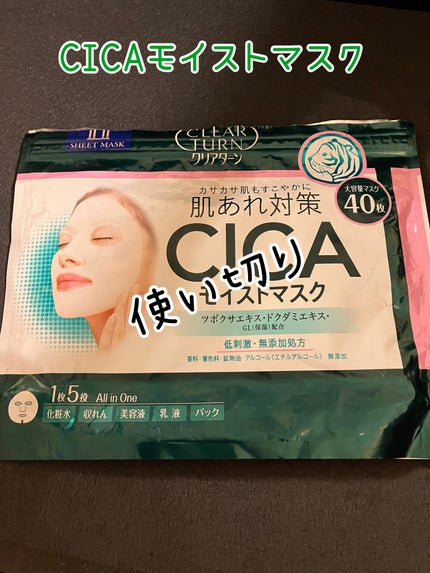 CICAモイストマスク
SHEET MASK
CLEAR
TURN
クリアターン
カサカサ肌もすこやかに
肌あれ対策
大容量マスク
40枚
CICA
使い切り
モイストマスク
ツボクサエキス・ドクダミエキス・
GL(保湿)配合
低刺激・無添加処方
香料・着色料・鉱物油・アルコール(エチルアルコール) 無添加
1枚5役 All in One
化粧水 収れん 美容液 乳液 パック